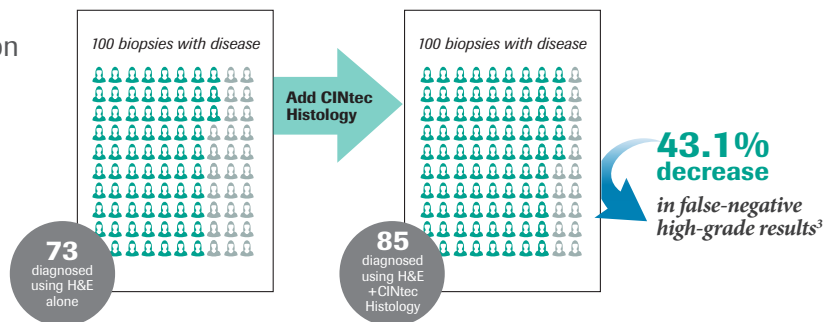 on
100 biopsies with disease
73
diagnosed
using H&E
alone
Add CINtec
Histology
100 biopsies with disease
85
diagnosed
using H&E
+CINtec
Histology
43.1%
decrease
in false-negative
high-grade results³